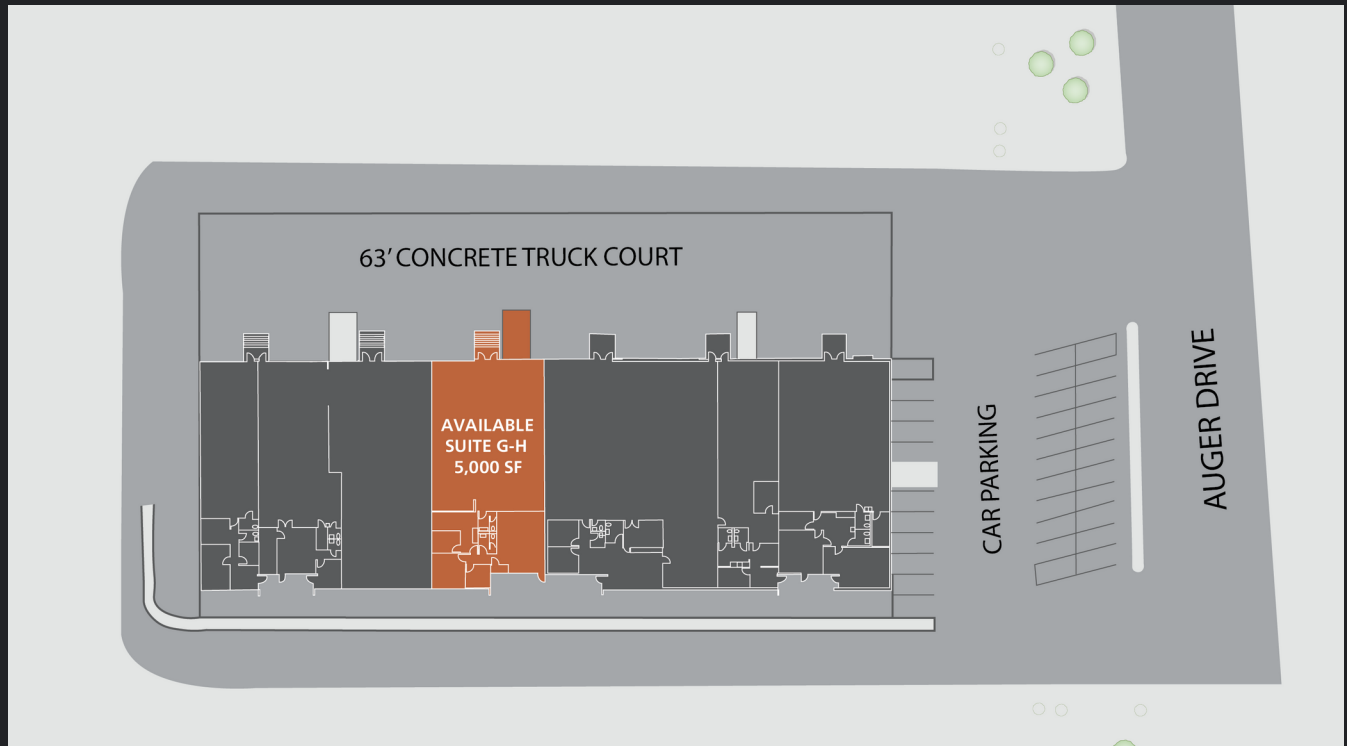 63' CONCRETE TRUCK COURT
AVAILABLE
SUITE G-H
5,000 SF
CAR PARKING
AUGER DRIVE